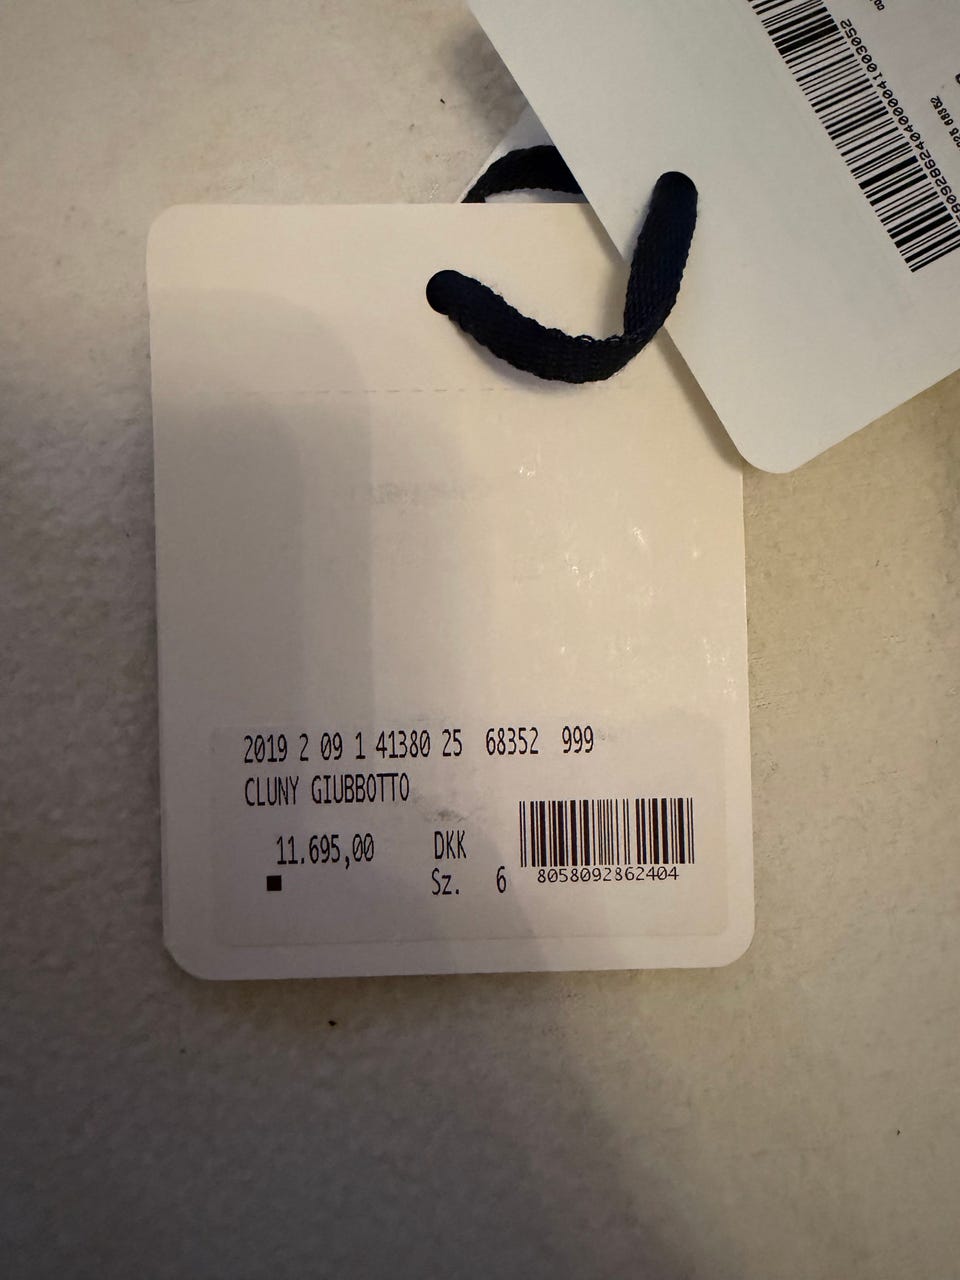 2019 2 09 1 41380 25 68352 999
CLUNY GIUBBOTTO
11.695,00 DKK
Sz. 6
8058092862404